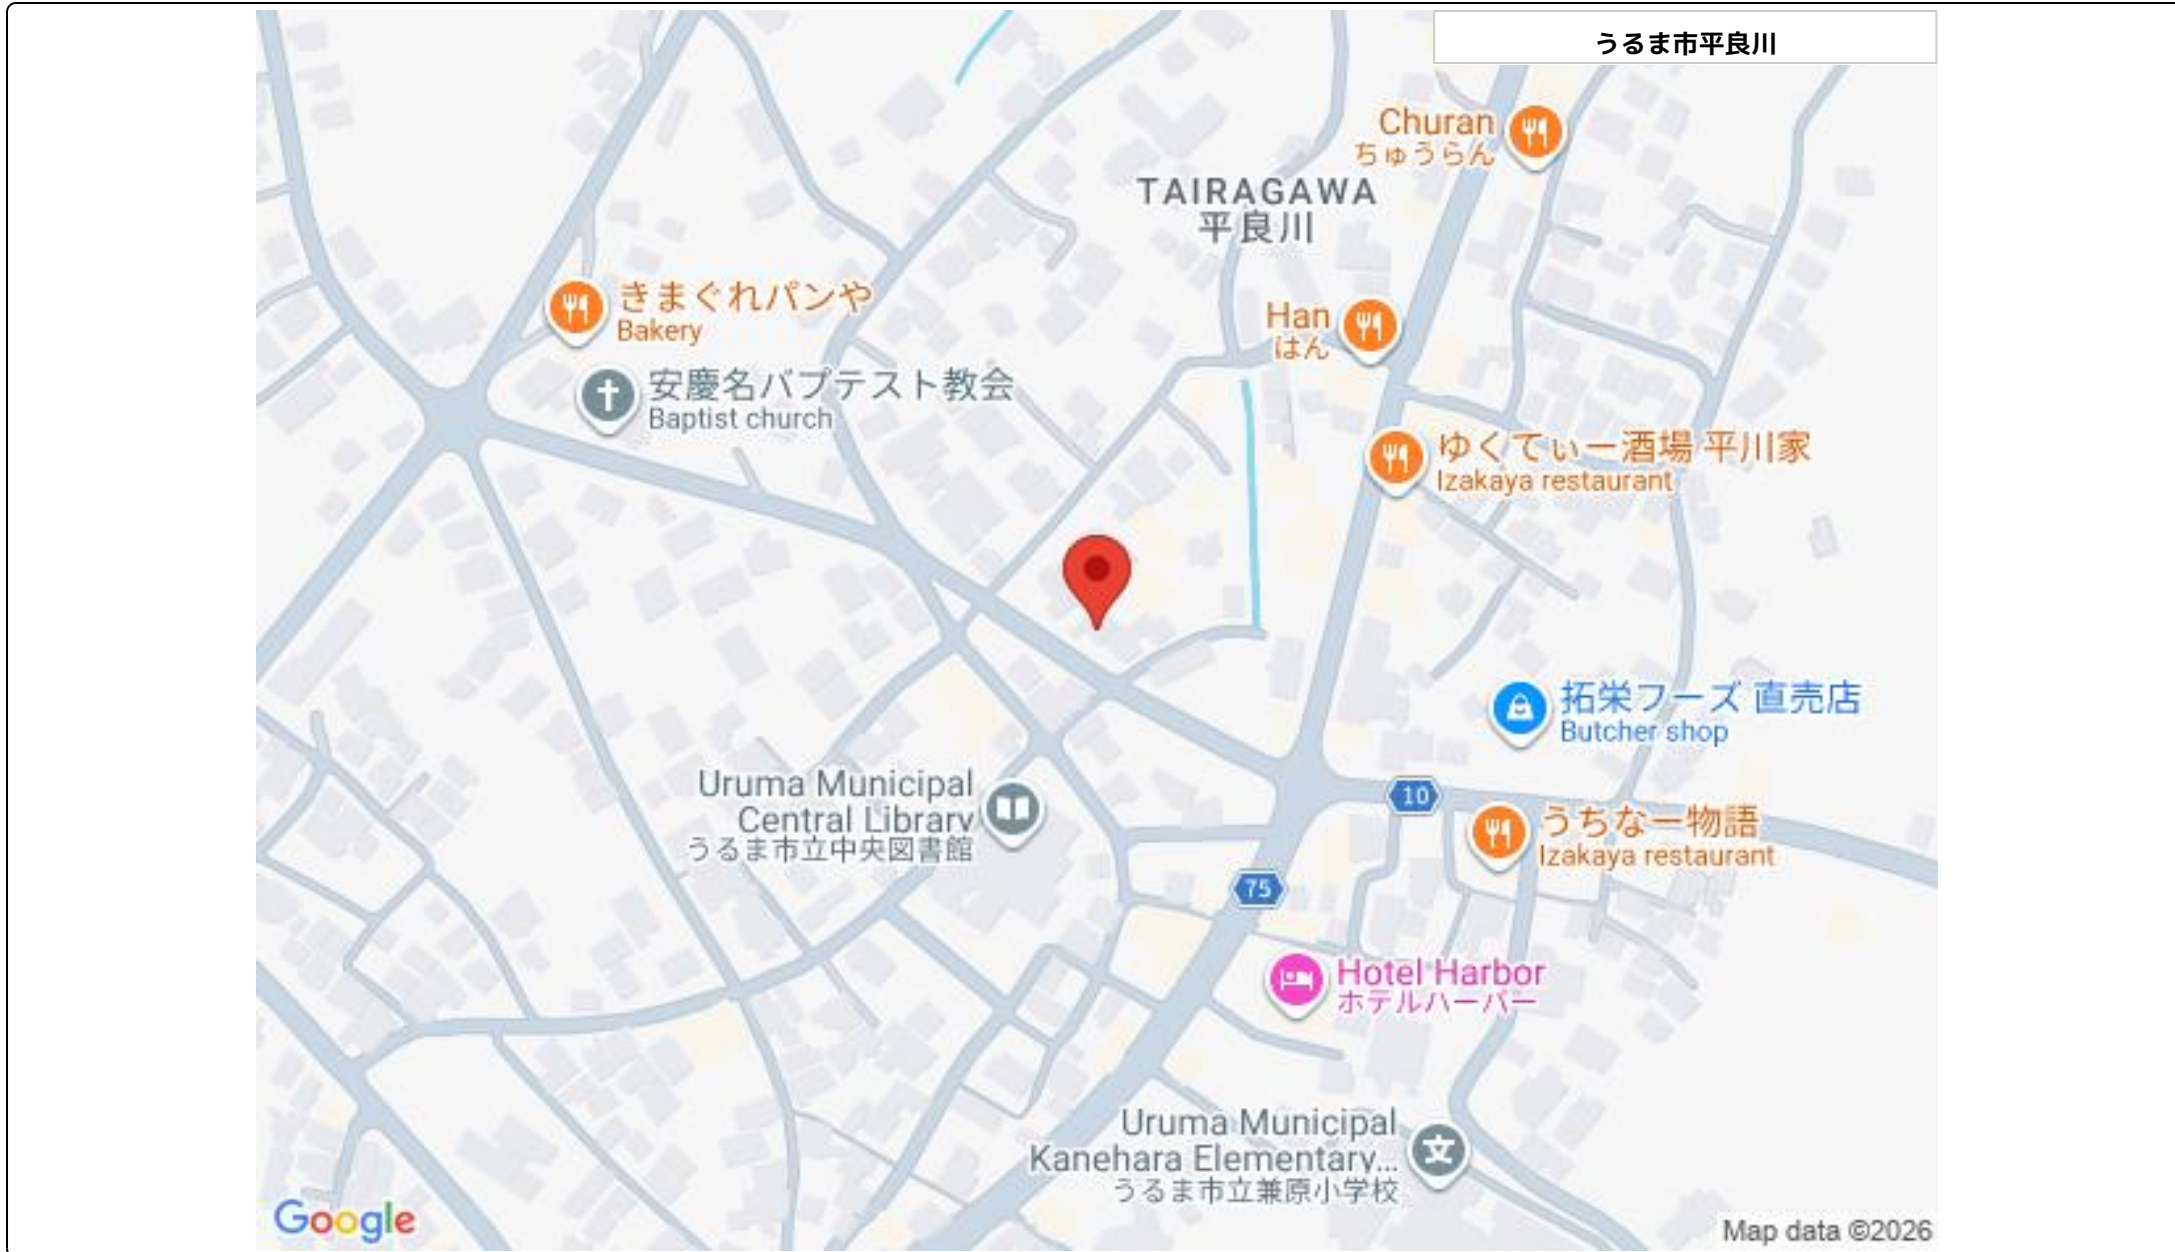 うるま市平良川
Churan
ちゅうらん
TAIRAGAWA
平良川
きまぐれパンや
Bakery
Han
はん
安慶名バプテスト教会
Baptist church
ゆくてぃー酒場 平川家
Izakaya restaurant
拓栄フーズ 直売店
Butcher shop
Uruma Municipal
Central Library
うるま市立中央図書館
10
うちなー物語
Izakaya restaurant
75
Hotel Harbor
ホテルハーバー
Uruma Municipal
Kanehara Elementary...
うるま市立兼原小学校
文
Google
Map data ©2026